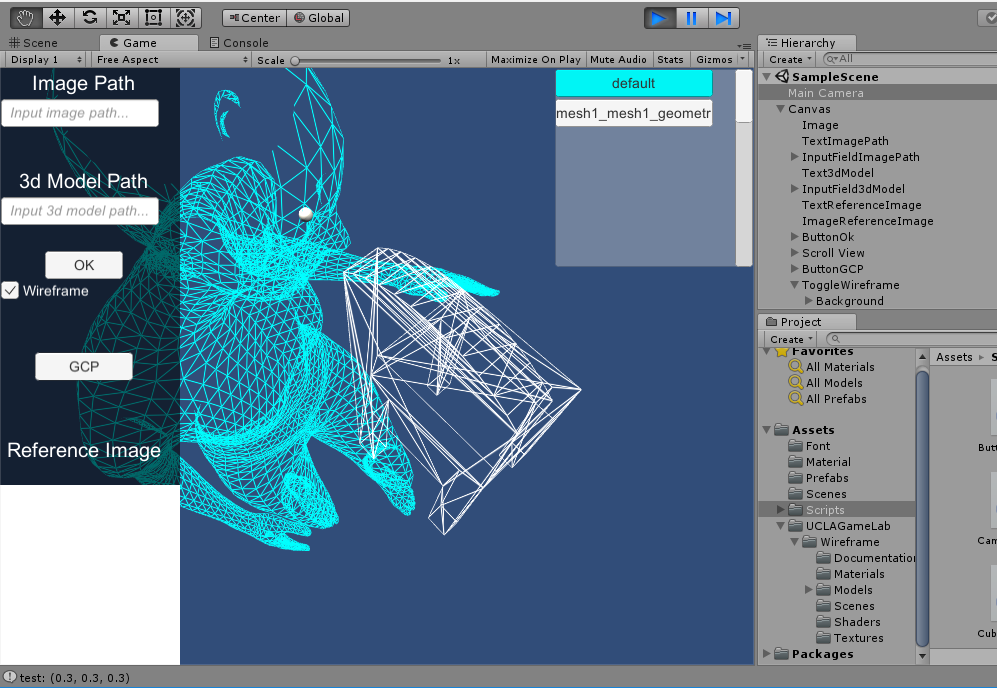 Center Global
Scene Game Console
Display 1 Free Aspect Scale 1x Maximize On Play Mute Audio Stats Gizmos
Image Path
Input image path...
3d Model Path
Input 3d model path...
OK
Wireframe
GCP
Reference Image
default
mesh1_mesh1_geometr
Hierarchy
Create All
SampleScene
Main Camera
Canvas
Image
TextImagePath
InputFieldImagePath
Text3dModel
InputField3dModel
TextReferenceImage
ImageReferenceImage
ButtonOk
Scroll View
ButtonGCP
ToggleWireframe
Background
Project
Create
Favorites
All Materials
All Models
All Prefabs
Assets
Font
Material
Prefabs
Scenes
Scripts
UCLAGameLab
Wireframe
Documentation
Materials
Models
Scenes
Shaders
Textures
Packages
Assets S
Butt
Cam
Cub
test: (0.3, 0.3, 0.3)